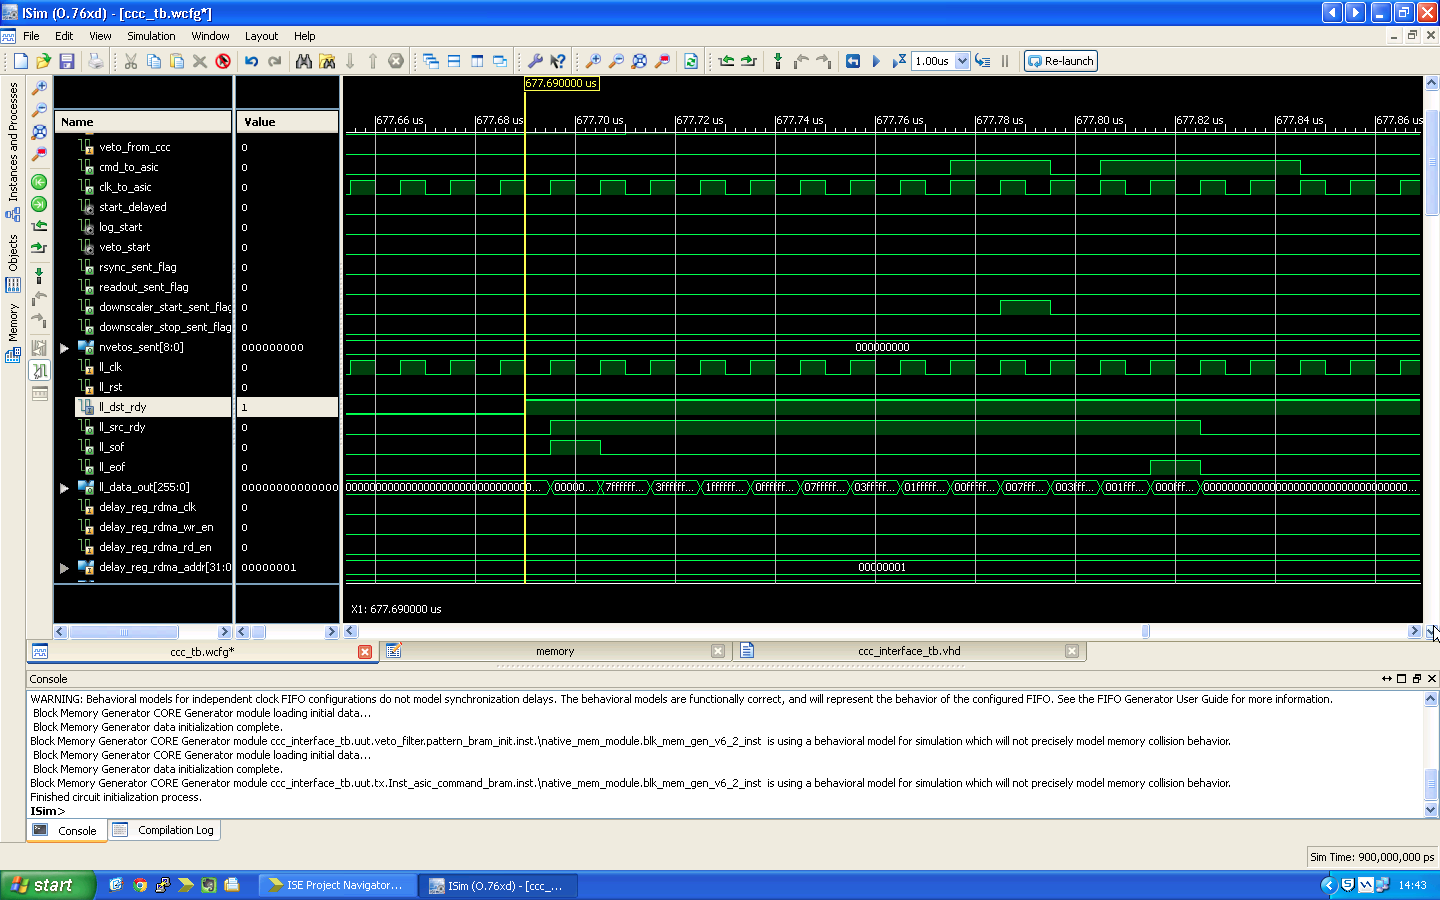 ISim (O.76xd) - [ccc_tb.wcfg*]
File Edit View Simulation Window Layout Help
1.00us Re-launch
Instances and Processes
Objects
Memory
677.690000 us
Name Value
677.66 us 677.68 us 677.70 us 677.72 us 677.74 us 677.76 us 677.78 us 677.80 us 677.82 us 677.84 us 677.86 us
veto_from_ccc 0
cmd_to_asic 0
clk_to_asic 0
start_delayed 0
log_start 0
veto_start 0
rsync_sent_flag 0
readout_sent_flag 0
downscaler_start_sent_flag 0
downscaler_stop_sent_flag 0
nvetos_sent[8:0] 000000000 000000000
ll_clk 0
ll_rst 0
ll_dst_rdy 1
ll_src_rdy 0
ll_sof 0
ll_eof 0
ll_data_out[255:0] 00000000000000 000000000000000000000000000000000... 00000... 7ffffff... 3ffffff... 1ffffff... 0ffffff... 07fffff... 03fffff... 01fffff... 00fffff... 007fff... 003fff... 001fff... 000fff... 00000000000000000000000000000000000...
delay_reg_rdma_clk 0
delay_reg_rdma_wr_en 0
delay_reg_rdma_rd_en 0
delay_reg_rdma_addr[31:0 00000001 00000001
X1: 677.690000 us
ccc_tb.wcfg* memory ccc_interface_tb.vhd
Console
WARNING: Behavioral models for independent clock FIFO configurations do not model synchronization delays. The behavioral models are functionally correct, and will represent the behavior of the configured FIFO. See the FIFO Generator User Guide for more information.
Block Memory Generator CORE Generator module loading initial data...
Block Memory Generator data initialization complete.
Block Memory Generator CORE Generator module ccc_interface_tb.uut.veto_filter.pattern_bram_init.inst.\native_mem_module.blk_mem_gen_v6_2_inst is using a behavioral model for simulation which will not precisely model memory collision behavior.
Block Memory Generator CORE Generator module loading initial data...
Block Memory Generator data initialization complete.
Block Memory Generator CORE Generator module ccc_interface_tb.uut.tx.Inst_asic_command_bram.inst.\native_mem_module.blk_mem_gen_v6_2_inst is using a behavioral model for simulation which will not precisely model memory collision behavior.
Finished circuit initialization process.
ISim>
Console Compilation Log
Sim Time: 900,000,000 ps
start ISE Project Navigator... ISim (O.76xd) - [ccc_... 14:43